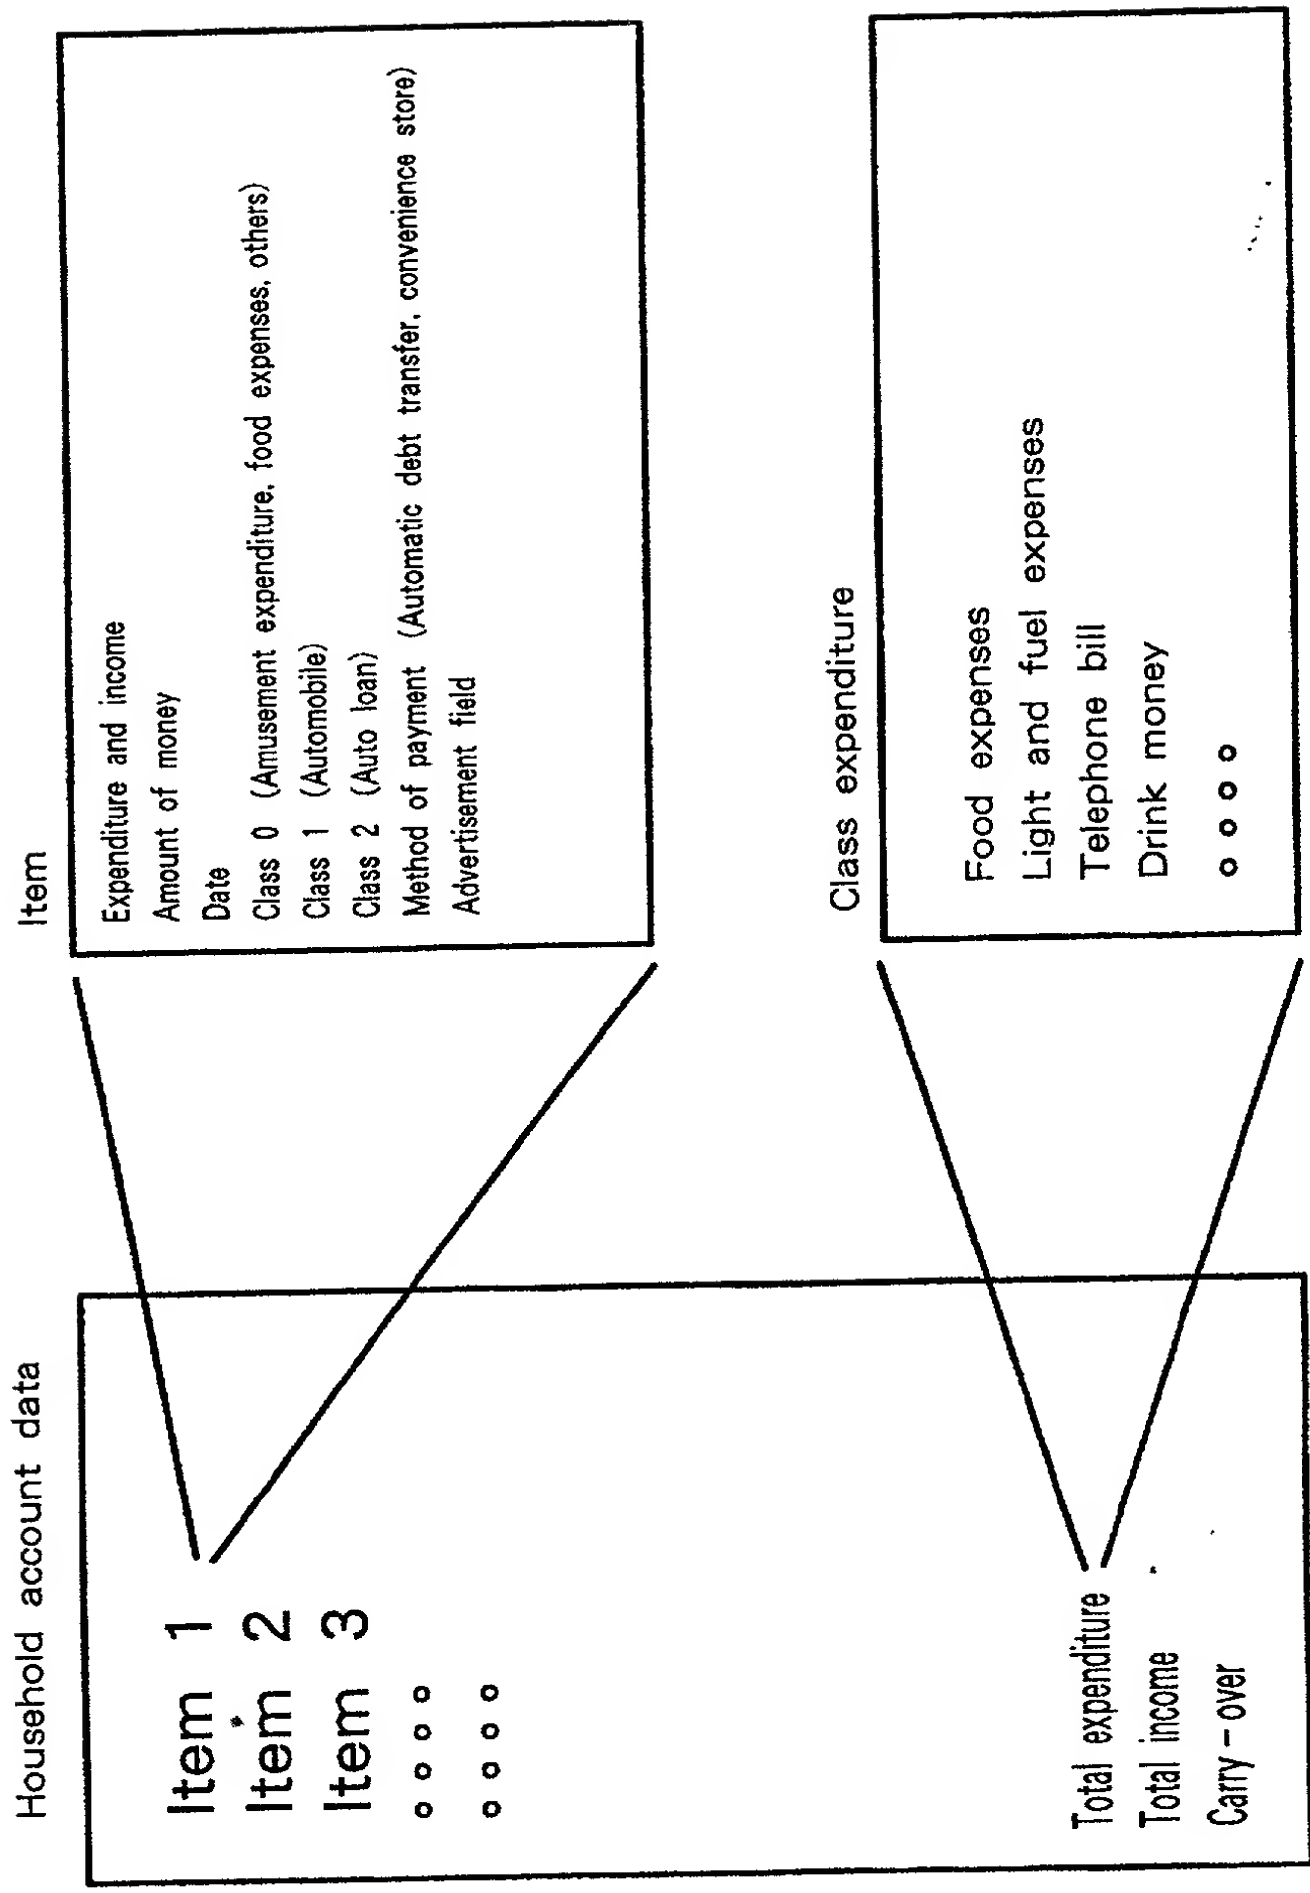 Household account data
Item 1
Item 2
Item 3
o o o o
o o o o
Total expenditure
Total income
Carry-over
Item
Expenditure and income
Amount of money
Date
Class 0 (Amusement expenditure, food expenses, others)
Class 1 (Automobile)
Class 2 (Auto loan)
Method of payment (Automatic debt transfer, convenience store)
Advertisement field
Class expenditure
Food expenses
Light and fuel expenses
Telephone bill
Drink money
o o o o